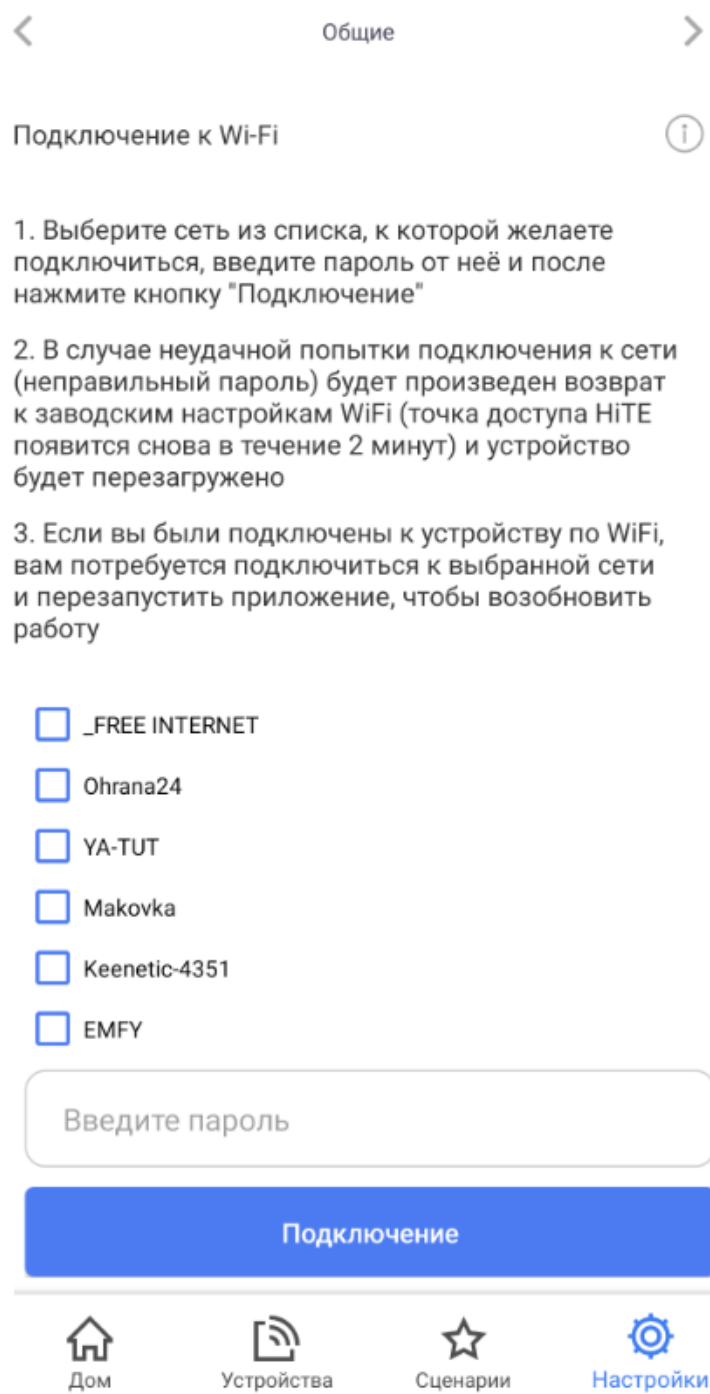 Общие
Подключение к Wi-Fi
1. Выберите сеть из списка, к которой желаете
подключиться, введите пароль от неё и после
нажмите кнопку "Подключение"
2. В случае неудачной попытки подключения к сети
(неправильный пароль) будет произведен возврат
к заводским настройкам WiFi (точка доступа HiTE
появится снова в течение 2 минут) и устройство
будет перезагружено
3. Если вы были подключены к устройству по WiFi,
вам потребуется подключиться к выбранной сети
и перезапустить приложение, чтобы возобновить
работу
_FREE INTERNET
Ohrana24
YA-TUT
Makovka
Keenetic-4351
EMFY
Введите пароль
Подключение
Дом Устройства Сценарии Настройки